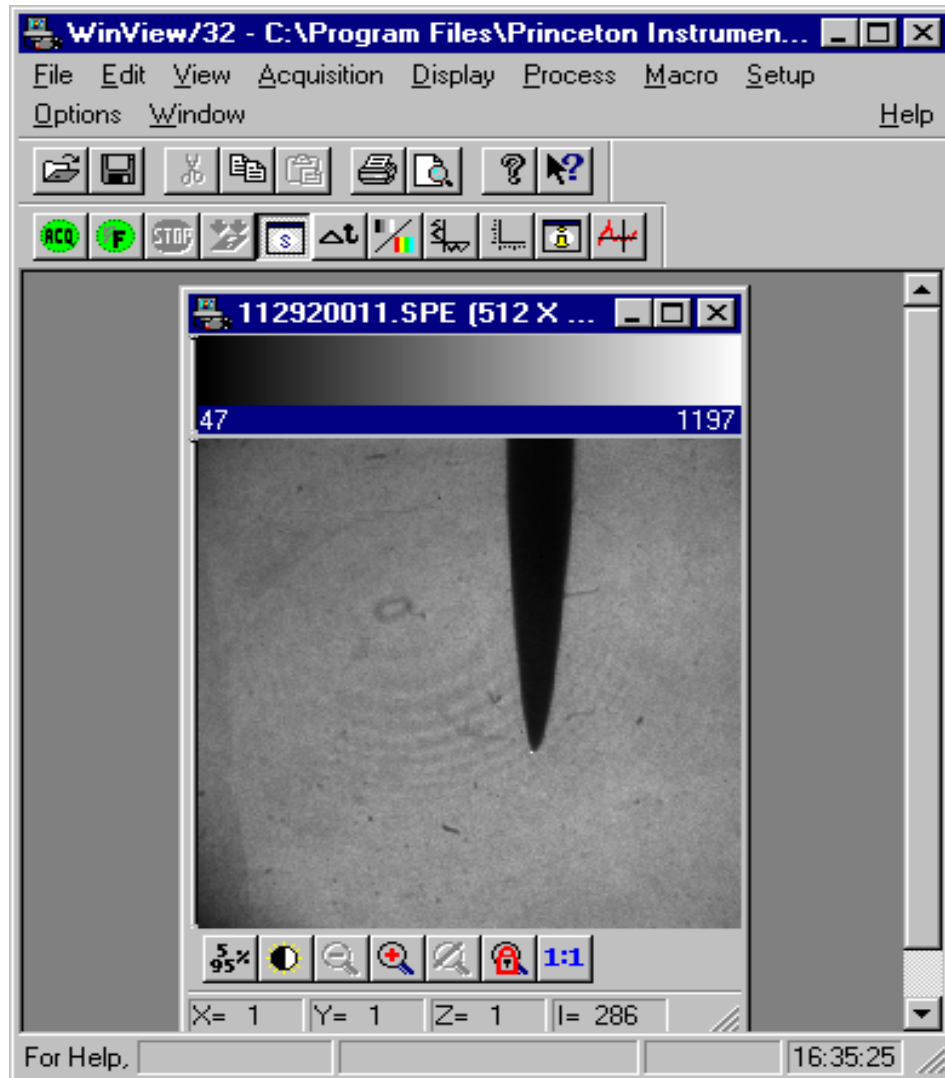 WinView/32 - C:\Program Files\Princeton Instrumen...
File Edit View Acquisition Display Process Macro Setup
Options Window Help
ACQ F STOP S Δt i
112920011.SPE (512 X ...
47 1197
5 95% 1:1
X= 1 Y= 1 Z= 1 I= 286
For Help, 16:35:25